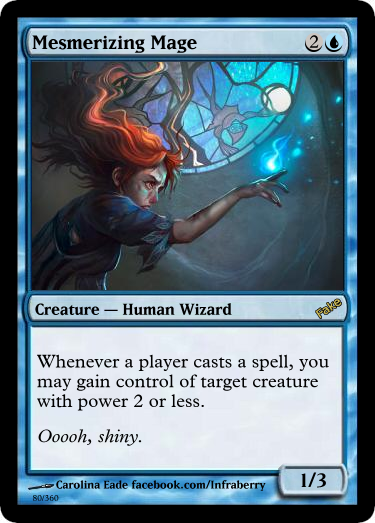 Mesmerizing Mage 2
Creature — Human Wizard
Fake
Whenever a player casts a spell, you
may gain control of target creature
with power 2 or less.
Ooooh, shiny.
Carolina Eade facebook.com/Infraberry
1/3
80/360